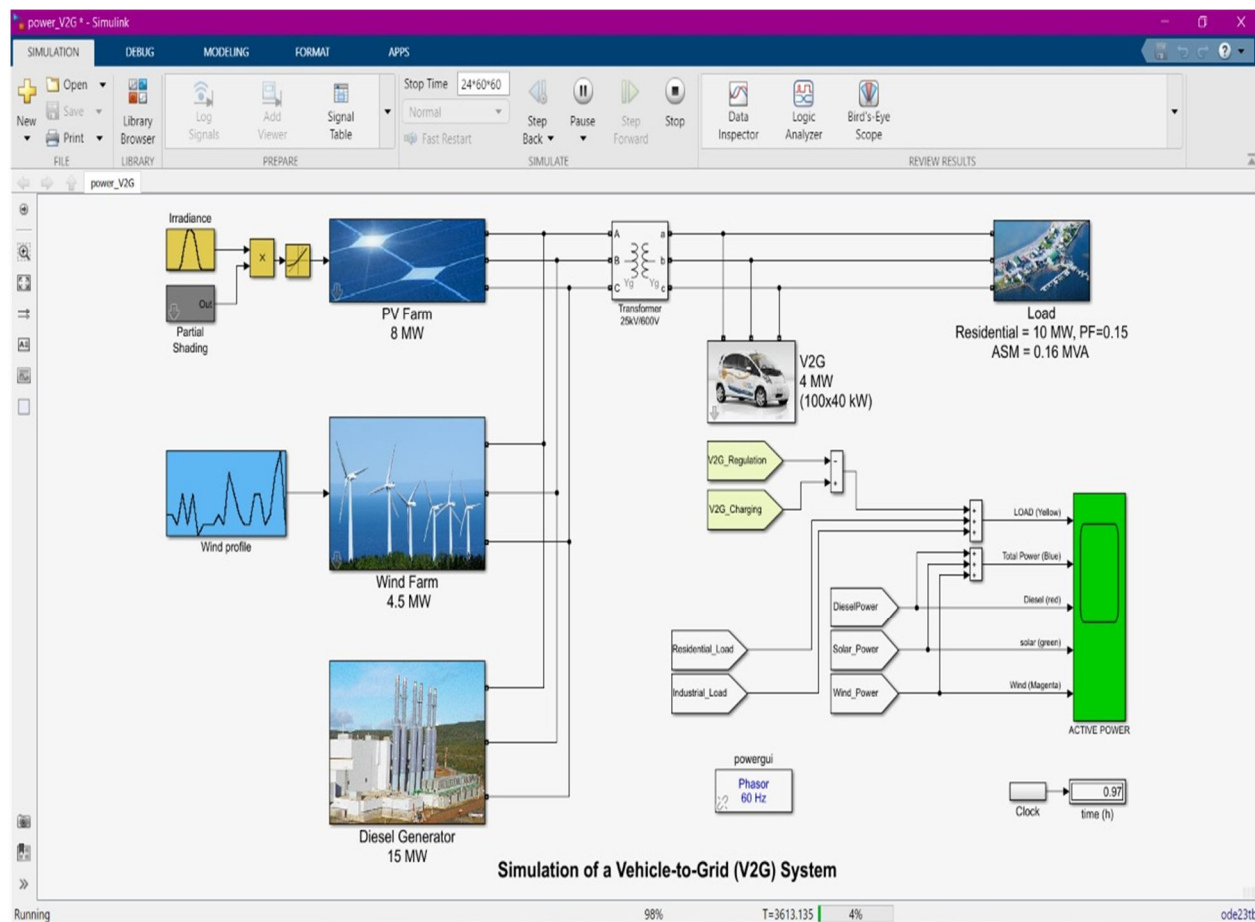 power_V2G * - Simulink
SIMULATION DEBUG MODELING FORMAT APPS
New
Open
Save
Print
FILE
Library
Browser
LIBRARY
Log
Signals
Add
Viewer
Signal
Table
PREPARE
Stop Time 24*60*60
Normal
Fast Restart
Step
Back
Pause
Step
Forward
Stop
SIMULATE
Data
Inspector
Logic
Analyzer
Bird's-Eye
Scope
REVIEW RESULTS
power_V2G
Irradiance
×
Out
Partial
Shading
PV Farm
8 MW
A a
B b
C c
Yg Yg
Transformer
25kV/600V
Load
Residential = 10 MW, PF=0.15
ASM = 0.16 MVA
V2G
4 MW
(100x40 kW)
Wind profile
Wind Farm
4.5 MW
V2G_Regulation
V2G_Charging
LOAD (Yellow)
Total Power (Blue)
Diesel (red)
solar (green)
Wind (Magenta)
ACTIVE POWER
DieselPower
Solar_Power
Wind_Power
Residential_Load
Industrial_Load
Diesel Generator
15 MW
powergui
Phasor
60 Hz
Clock
0.97
time (h)
Simulation of a Vehicle-to-Grid (V2G) System
Running 98% T=3613.135 4% ode23tb